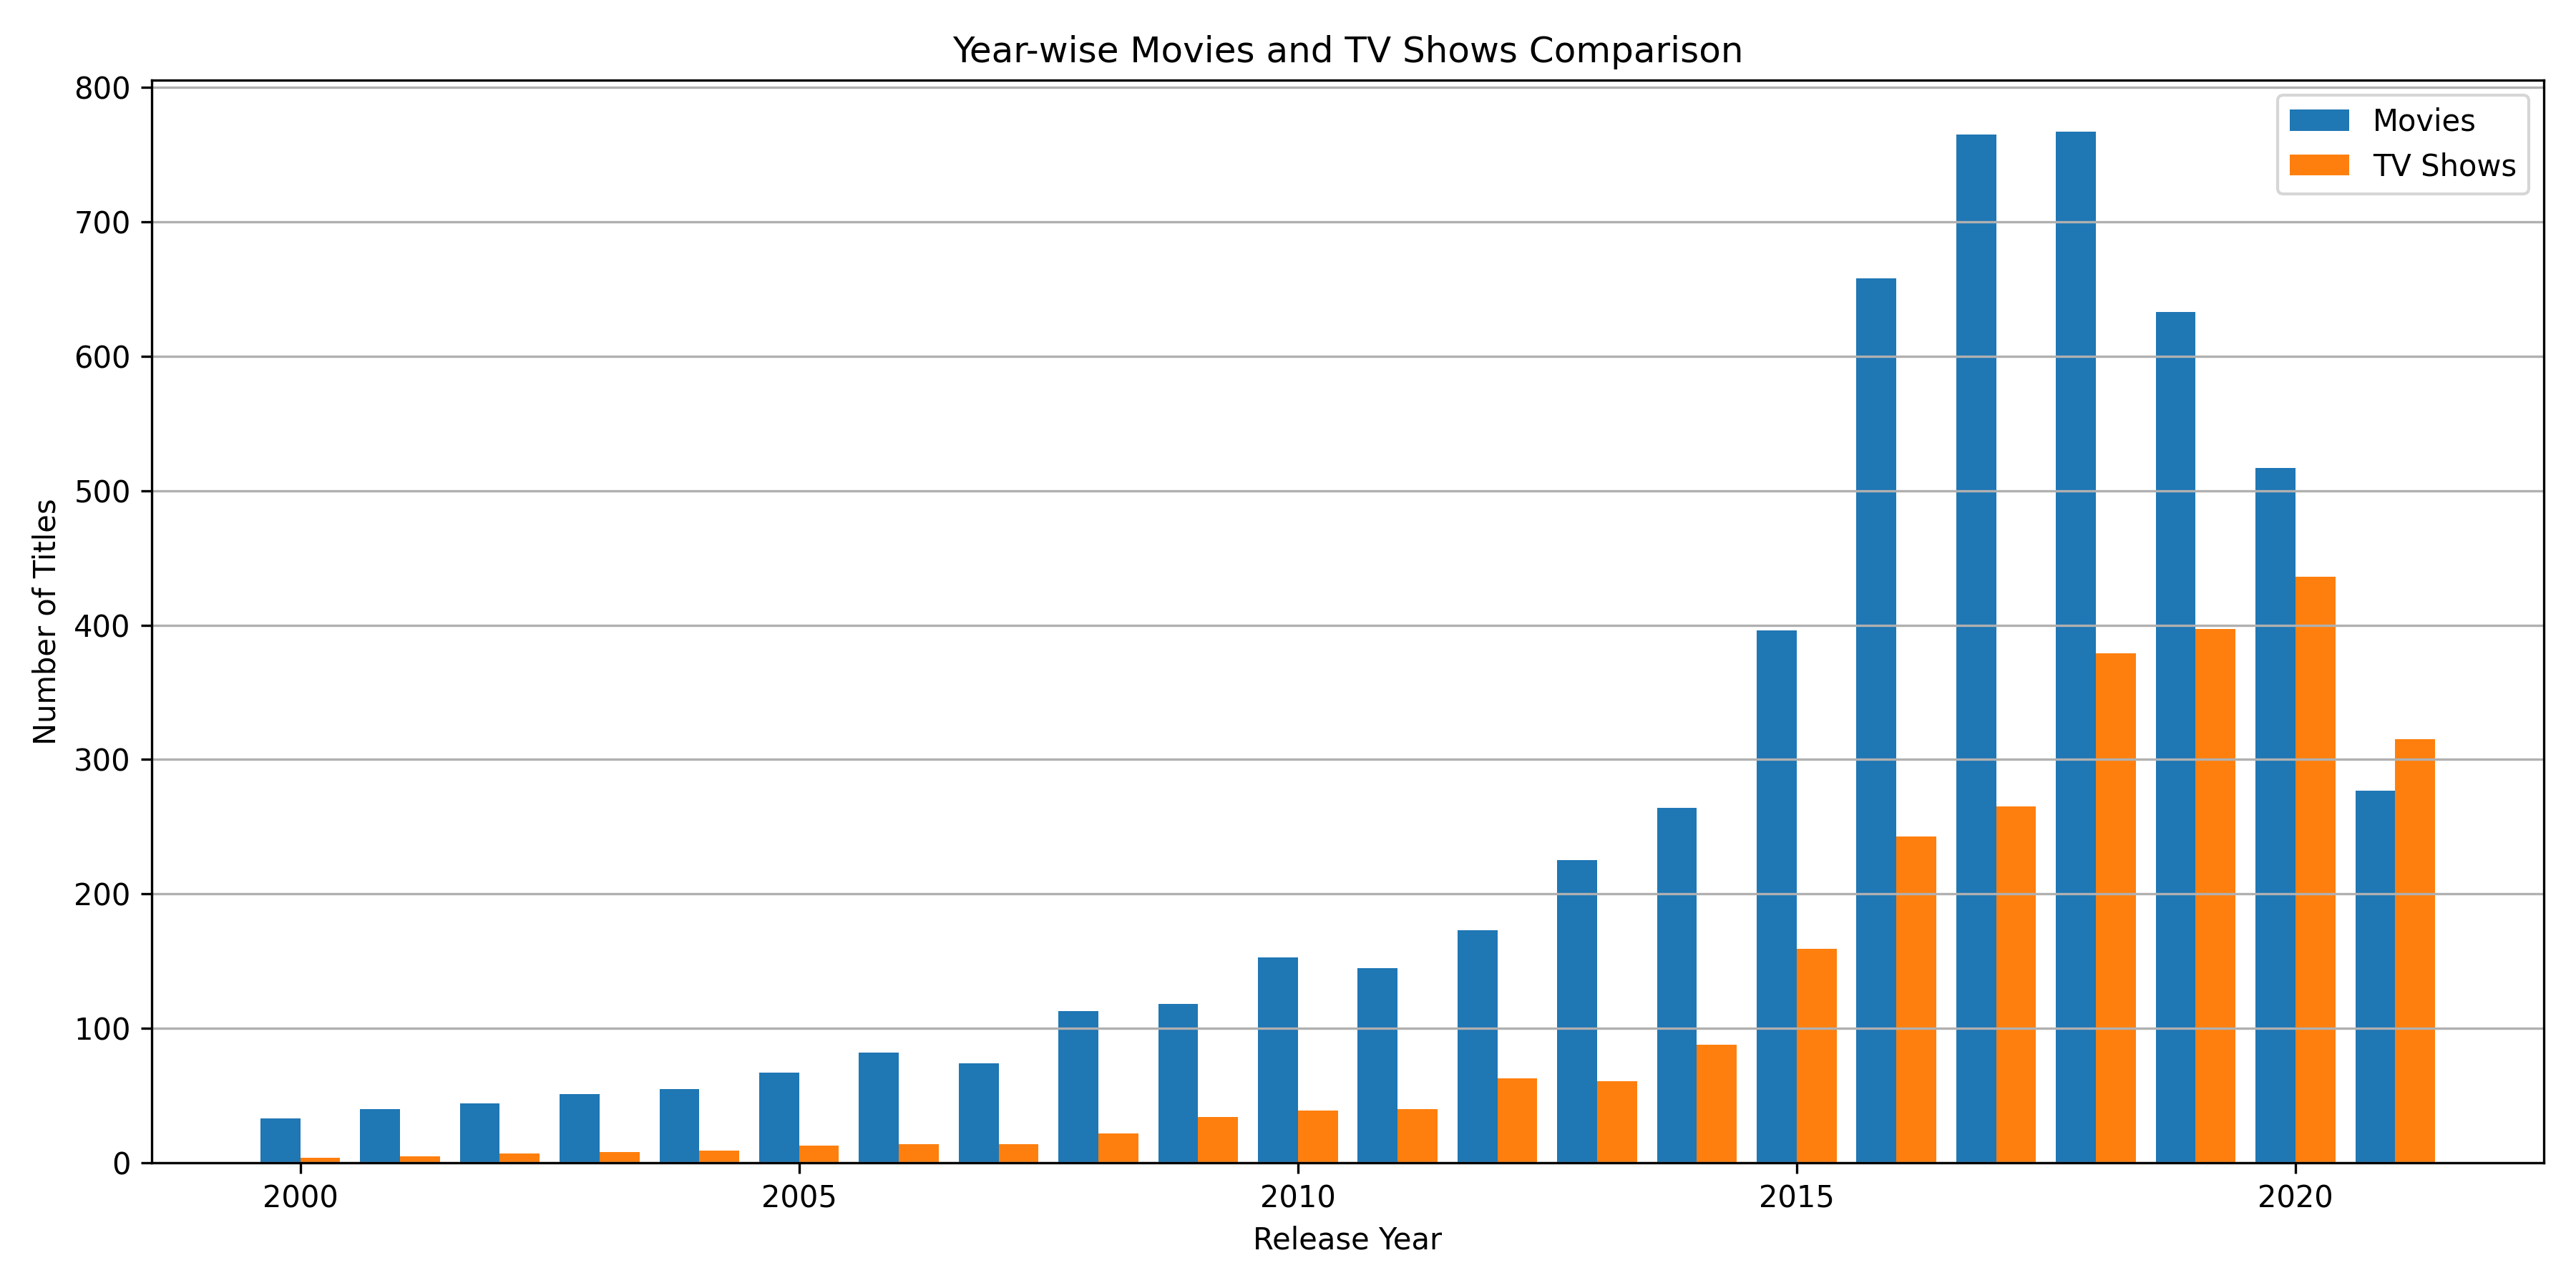 Year-wise Movies and TV Shows Comparison
800
700
600
500
400
300
200
100
0
Number of Titles
Movies
TV Shows
2000 2005 2010 2015 2020
Release Year